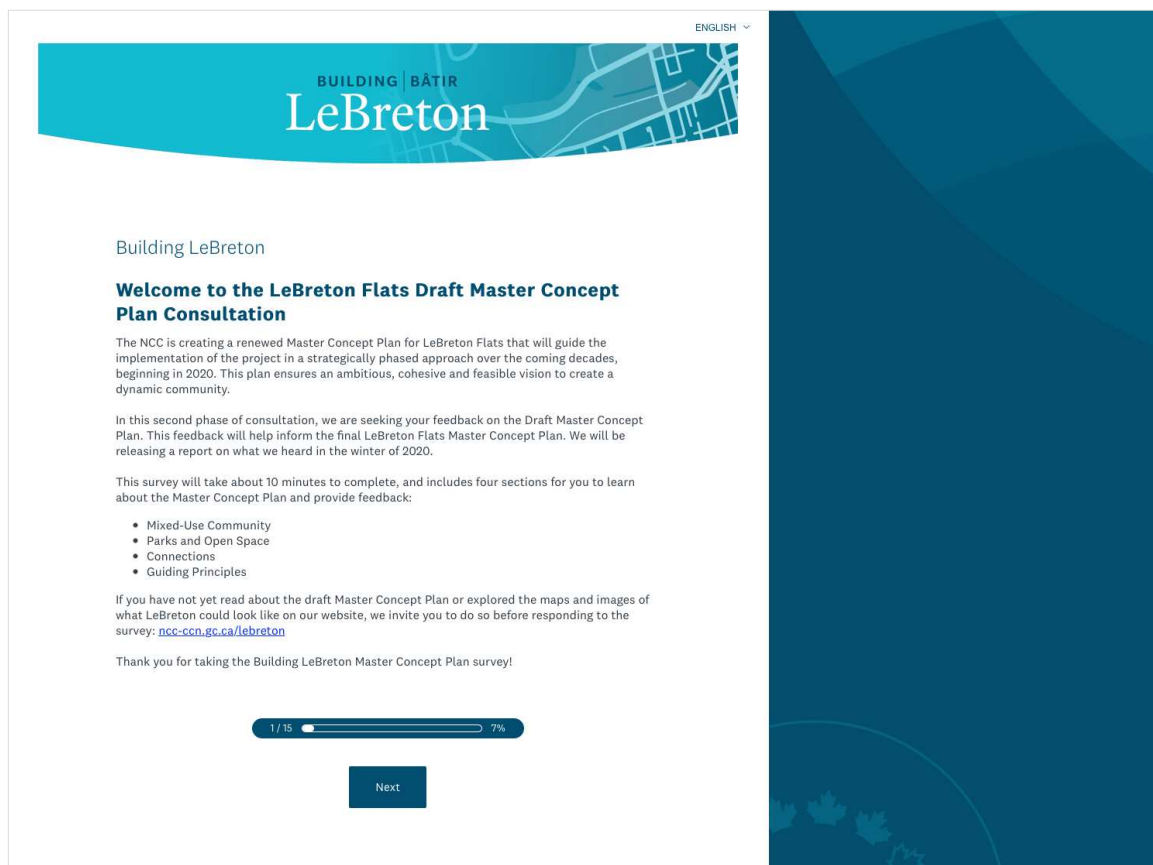 ENGLISH
BUILDING | BÂTIR
LeBreton
Building LeBreton
Welcome to the LeBreton Flats Draft Master Concept
Plan Consultation
The NCC is creating a renewed Master Concept Plan for LeBreton Flats that will guide the
implementation of the project in a strategically phased approach over the coming decades,
beginning in 2020. This plan ensures an ambitious, cohesive and feasible vision to create a
dynamic community.
In this second phase of consultation, we are seeking your feedback on the Draft Master Concept
Plan. This feedback will help inform the final LeBreton Flats Master Concept Plan. We will be
releasing a report on what we heard in the winter of 2020.
This survey will take about 10 minutes to complete, and includes four sections for you to learn
about the Master Concept Plan and provide feedback:
• Mixed-Use Community
• Parks and Open Space
• Connections
• Guiding Principles
If you have not yet read about the draft Master Concept Plan or explored the maps and images of
what LeBreton could look like on our website, we invite you to do so before responding to the
survey: ncc-ccn.gc.ca/lebreton
Thank you for taking the Building LeBreton Master Concept Plan survey!
1 / 15 7%
Next